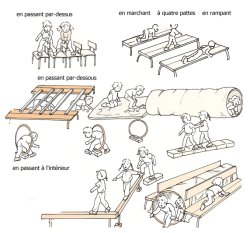 en passant par-dessus
en marchant à quatre pattes en rampant
en passant par-dessous
en passant à l'intérieur